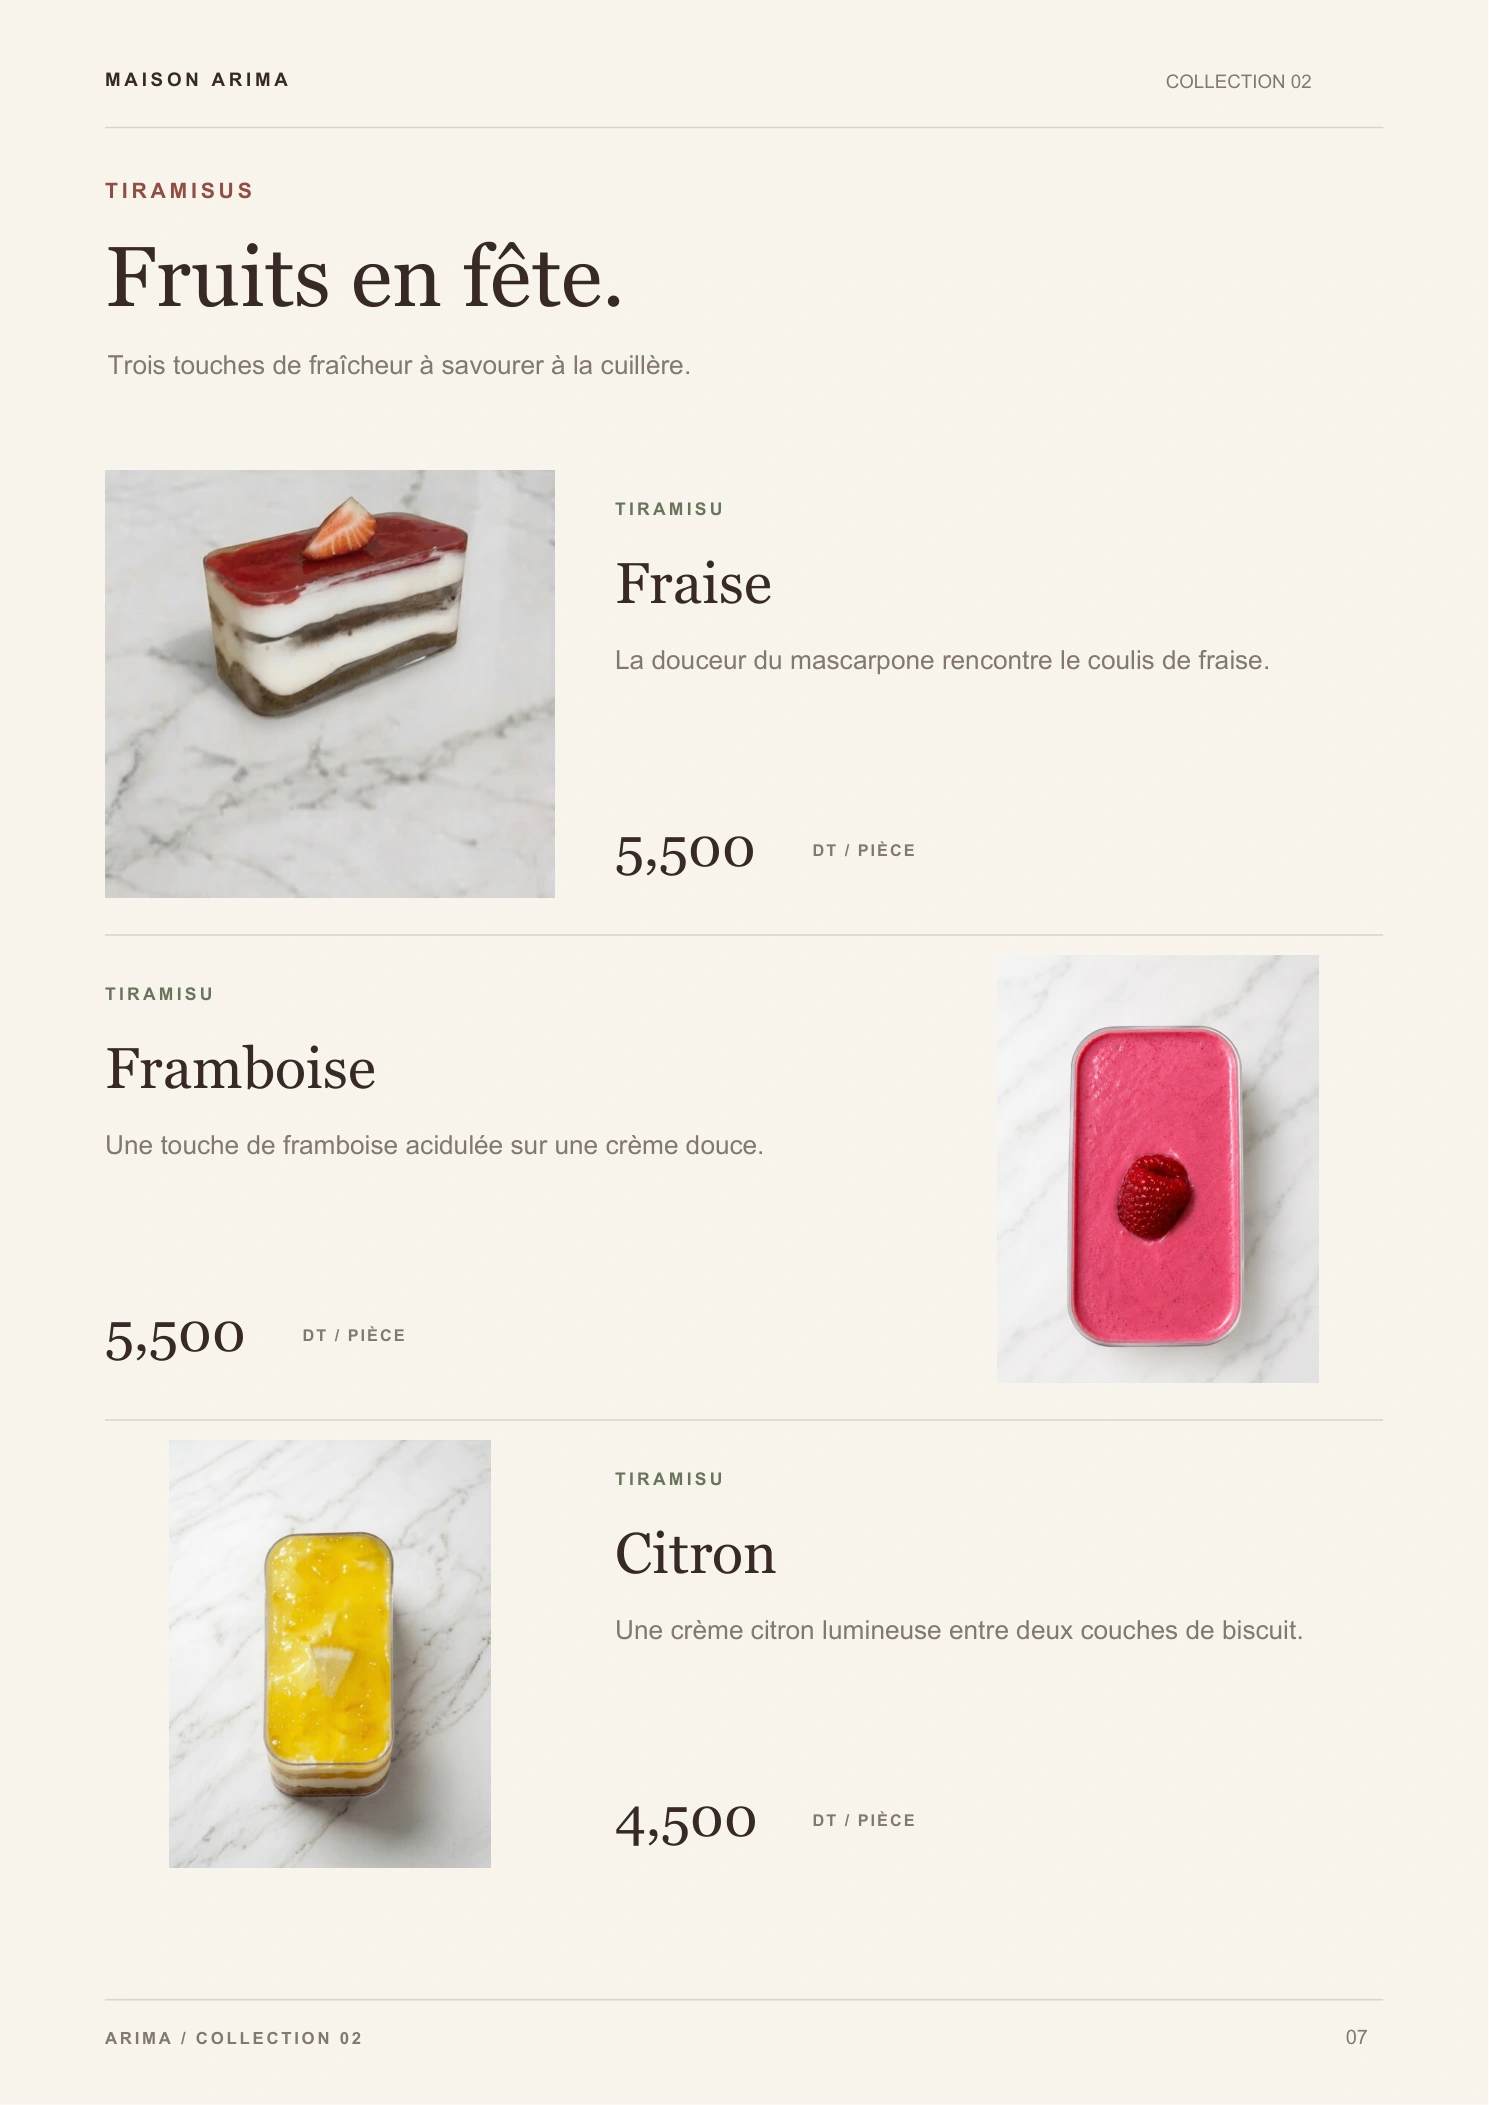 MAISON ARIMA
COLLECTION 02
TIRAMISUS
Fruits en fête.
Trois touches de fraîcheur à savourer à la cuillère.
TIRAMISU
Fraise
La douceur du mascarpone rencontre le coulis de fraise.
5,500 DT / PIÈCE
TIRAMISU
Framboise
Une touche de framboise acidulée sur une crème douce.
5,500 DT / PIÈCE
TIRAMISU
Citron
Une crème citron lumineuse entre deux couches de biscuit.
4,500 DT / PIÈCE
ARIMA / COLLECTION 02
07